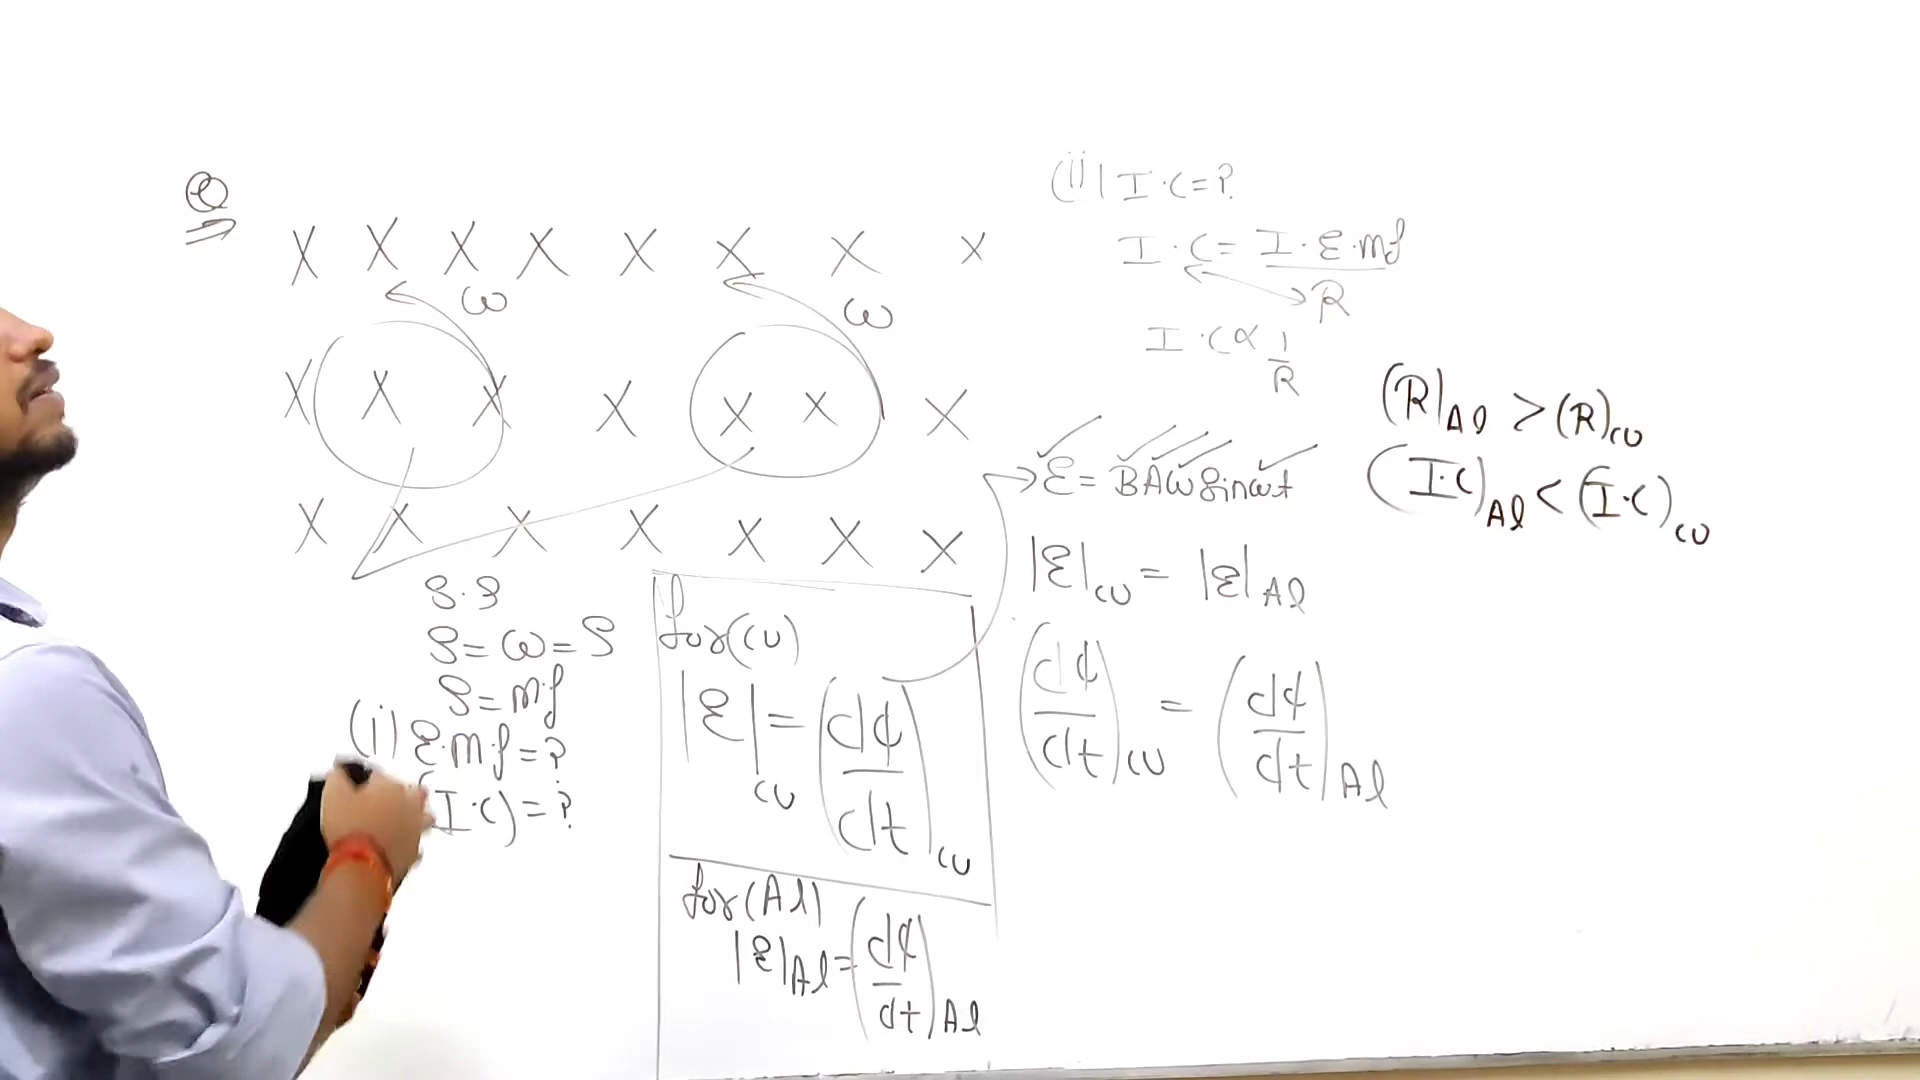 Q
X X X X X X X X
ω ω
X X X X X X X
X X X X X X X
S.S
S = ω = S
S = m.f
(i) E.m.f = ?
(I.C) = ?
for (Cu)
|ε|Cu = (dϕ/dt)Cu
for (Al)
|ε|Al = (dϕ/dt)Al
(ii) I.C = ?
I.C = I.E.mf / R
I.C ∝ 1/R
ε = BAω sin ωt
|ε|Cu = |ε|Al
(dϕ/dt)Cu = (dϕ/dt)Al
(R)Al > (R)Cu
(I.C)Al < (I.C)Cu